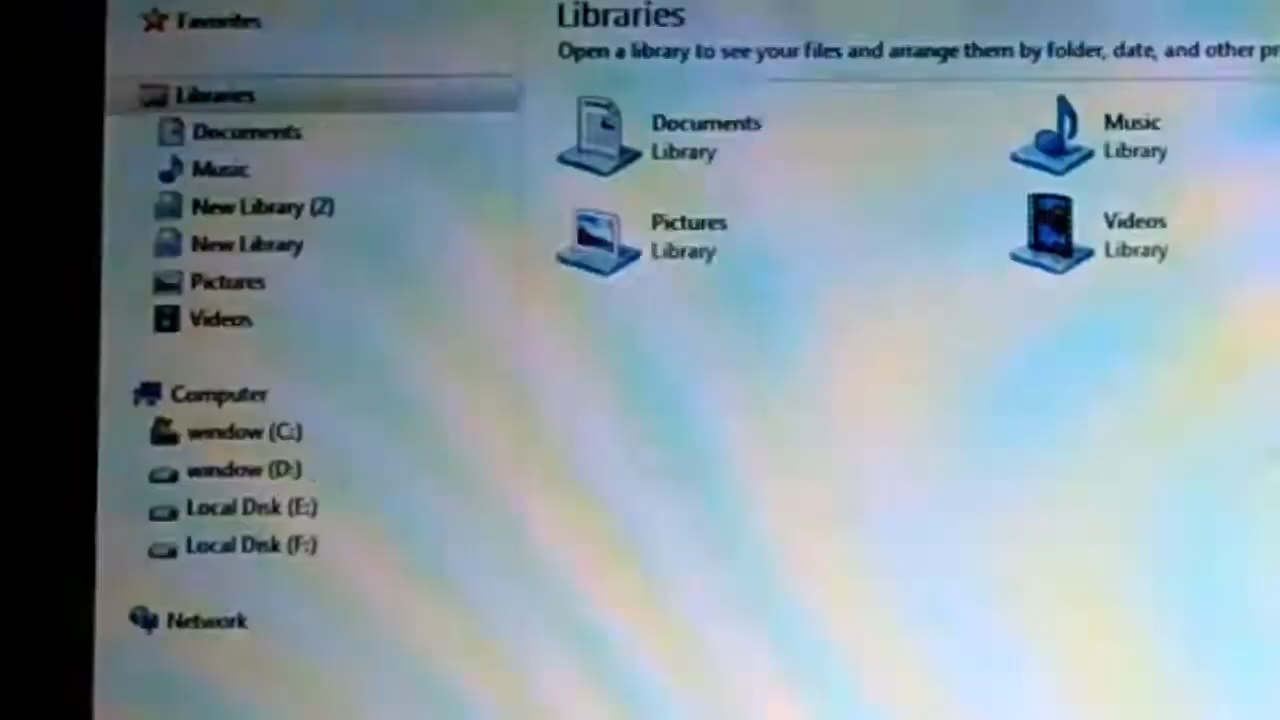 Favorites
Libraries
Documents
Music
New Library (2)
New Library
Pictures
Videos
Computer
window (C:)
window (D:)
Local Disk (E:)
Local Disk (F:)
Network
Libraries
Open a library to see your files and arrange them by folder, date, and other pr
Documents
Library
Music
Library
Pictures
Library
Videos
Library